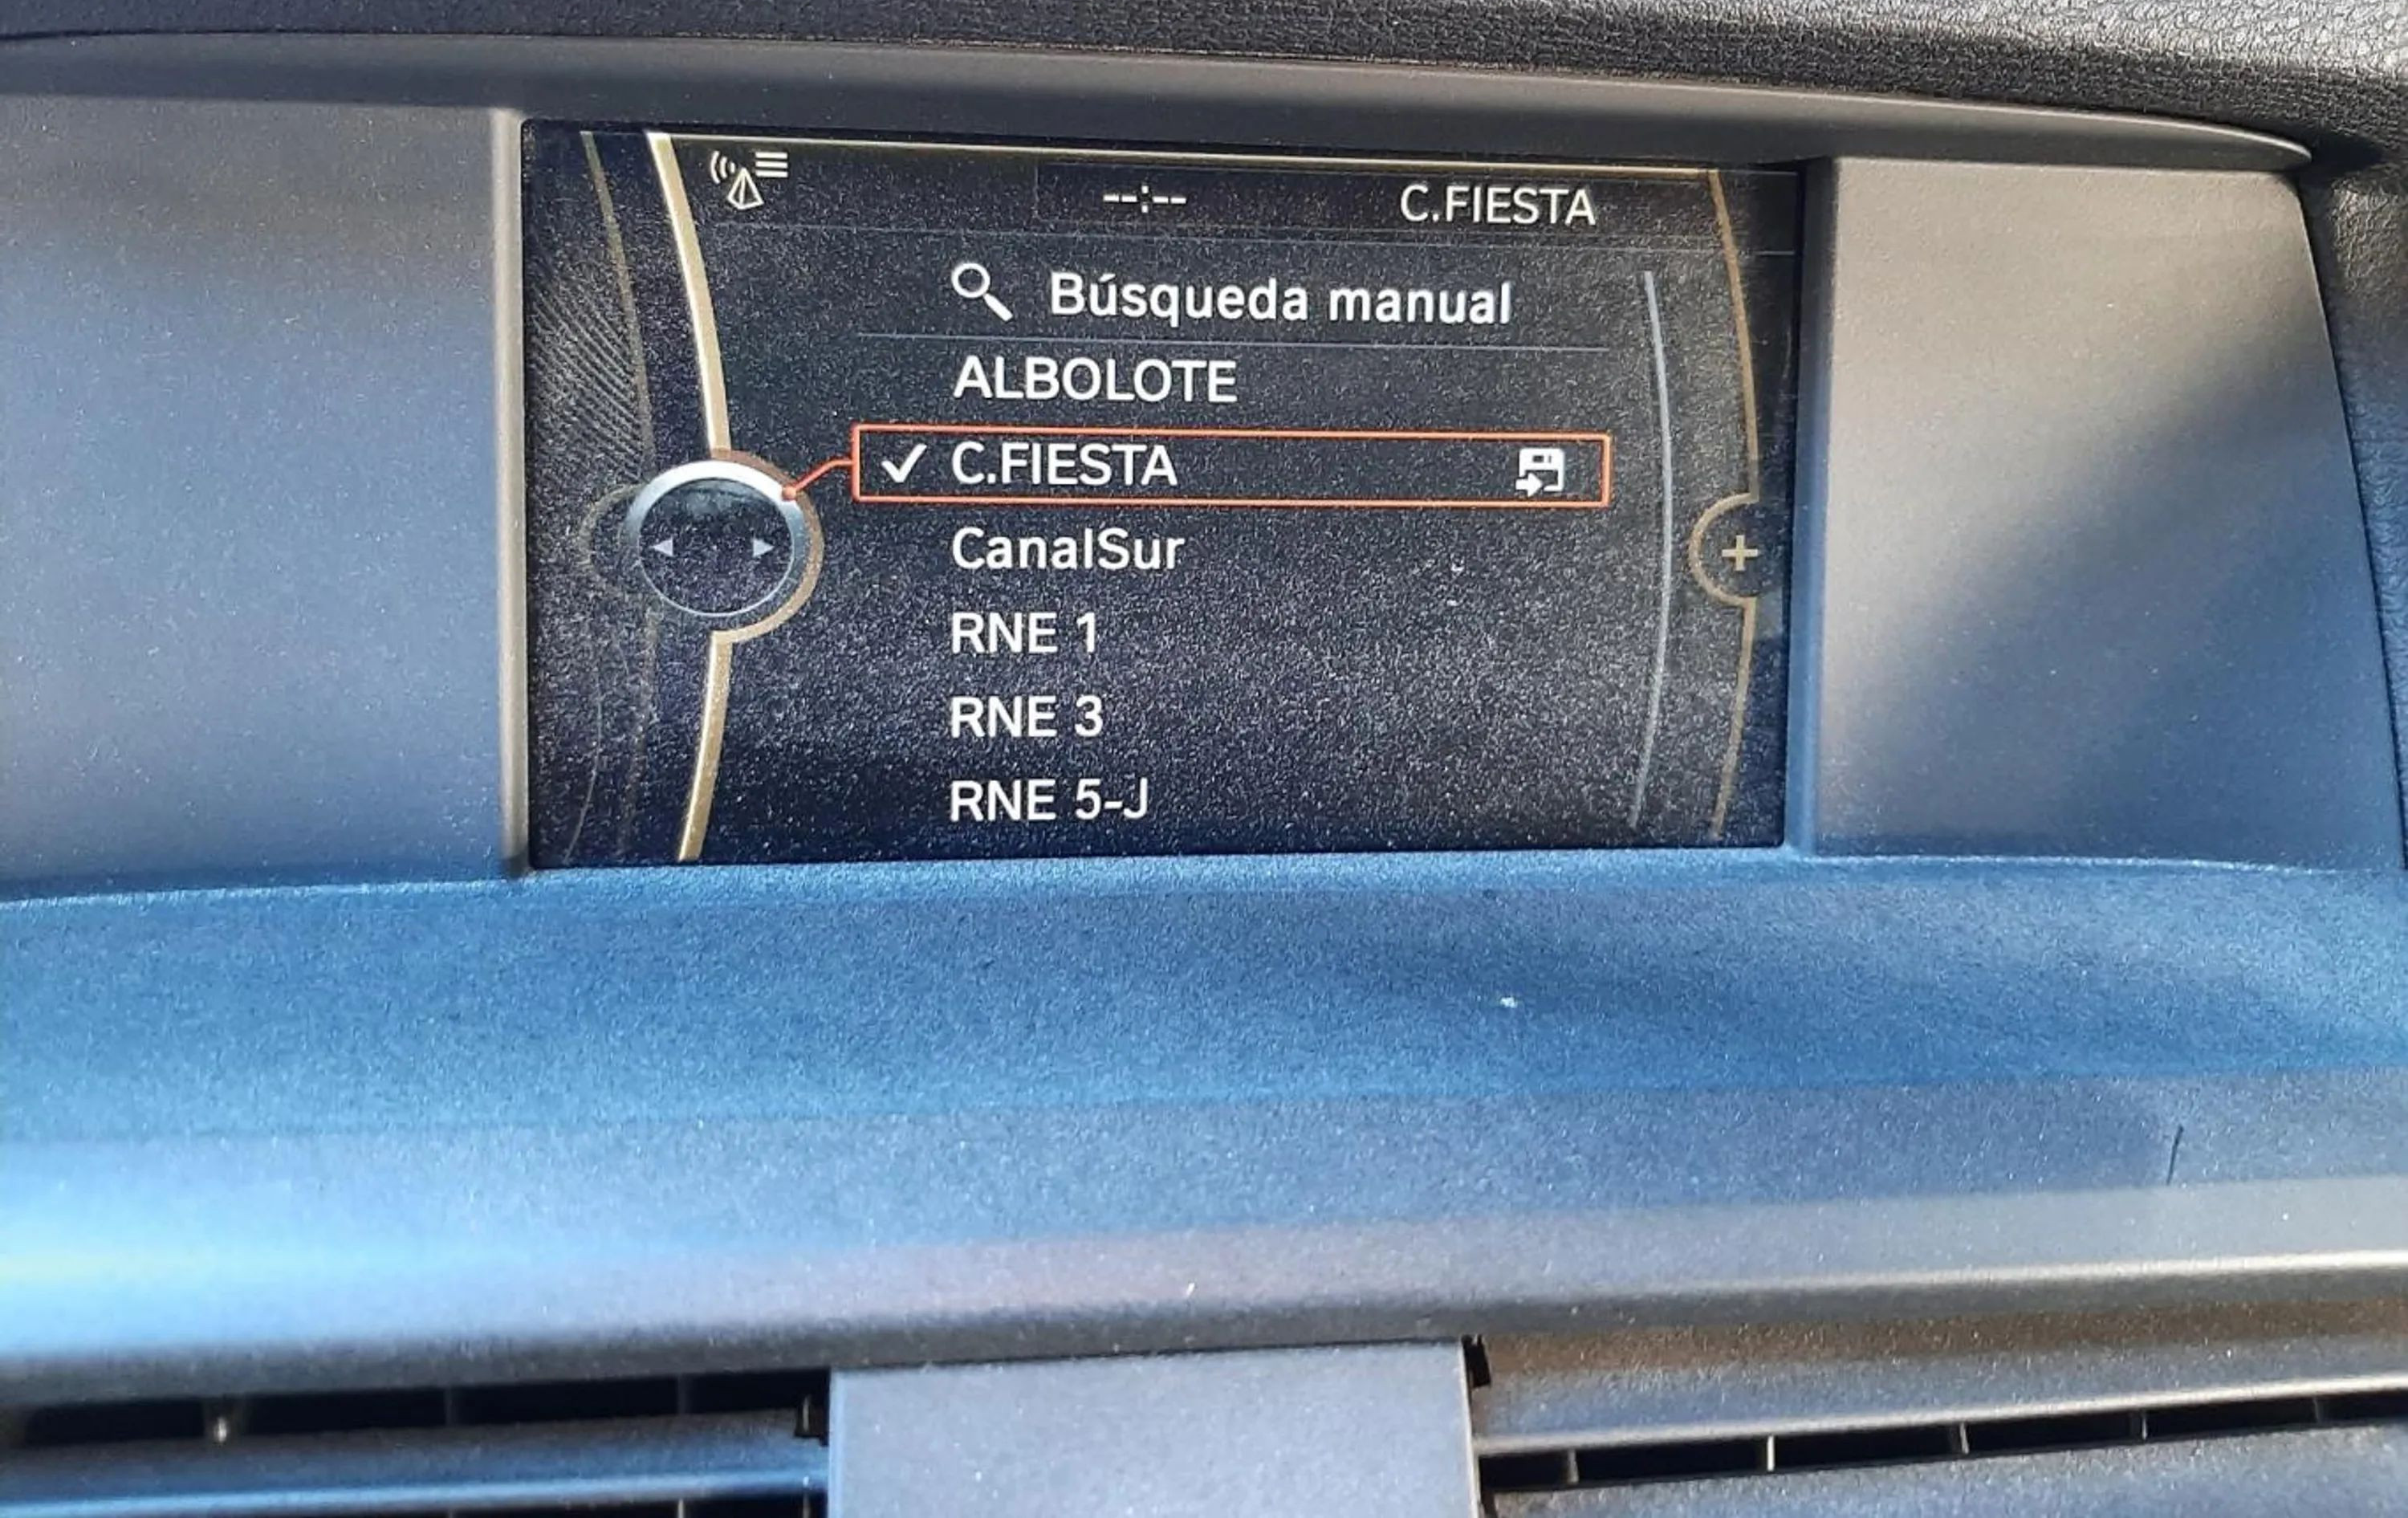 --:-- C.FIESTA
Búsqueda manual
ALBOLOTE
C.FIESTA
CanalSur
RNE 1
RNE 3
RNE 5-J